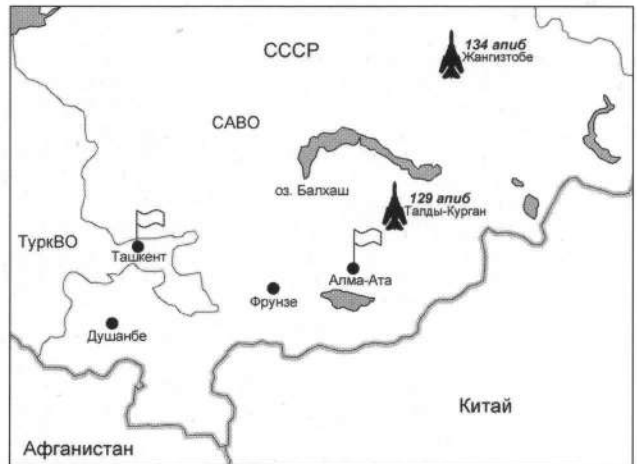 СССР
134 апиб
Жангизтобе
САВО
оз. Балхаш
129 апиб
Талды-Курган
ТуркВО
Ташкент
Алма-Ата
Фрунзе
Душанбе
Китай
Афганистан